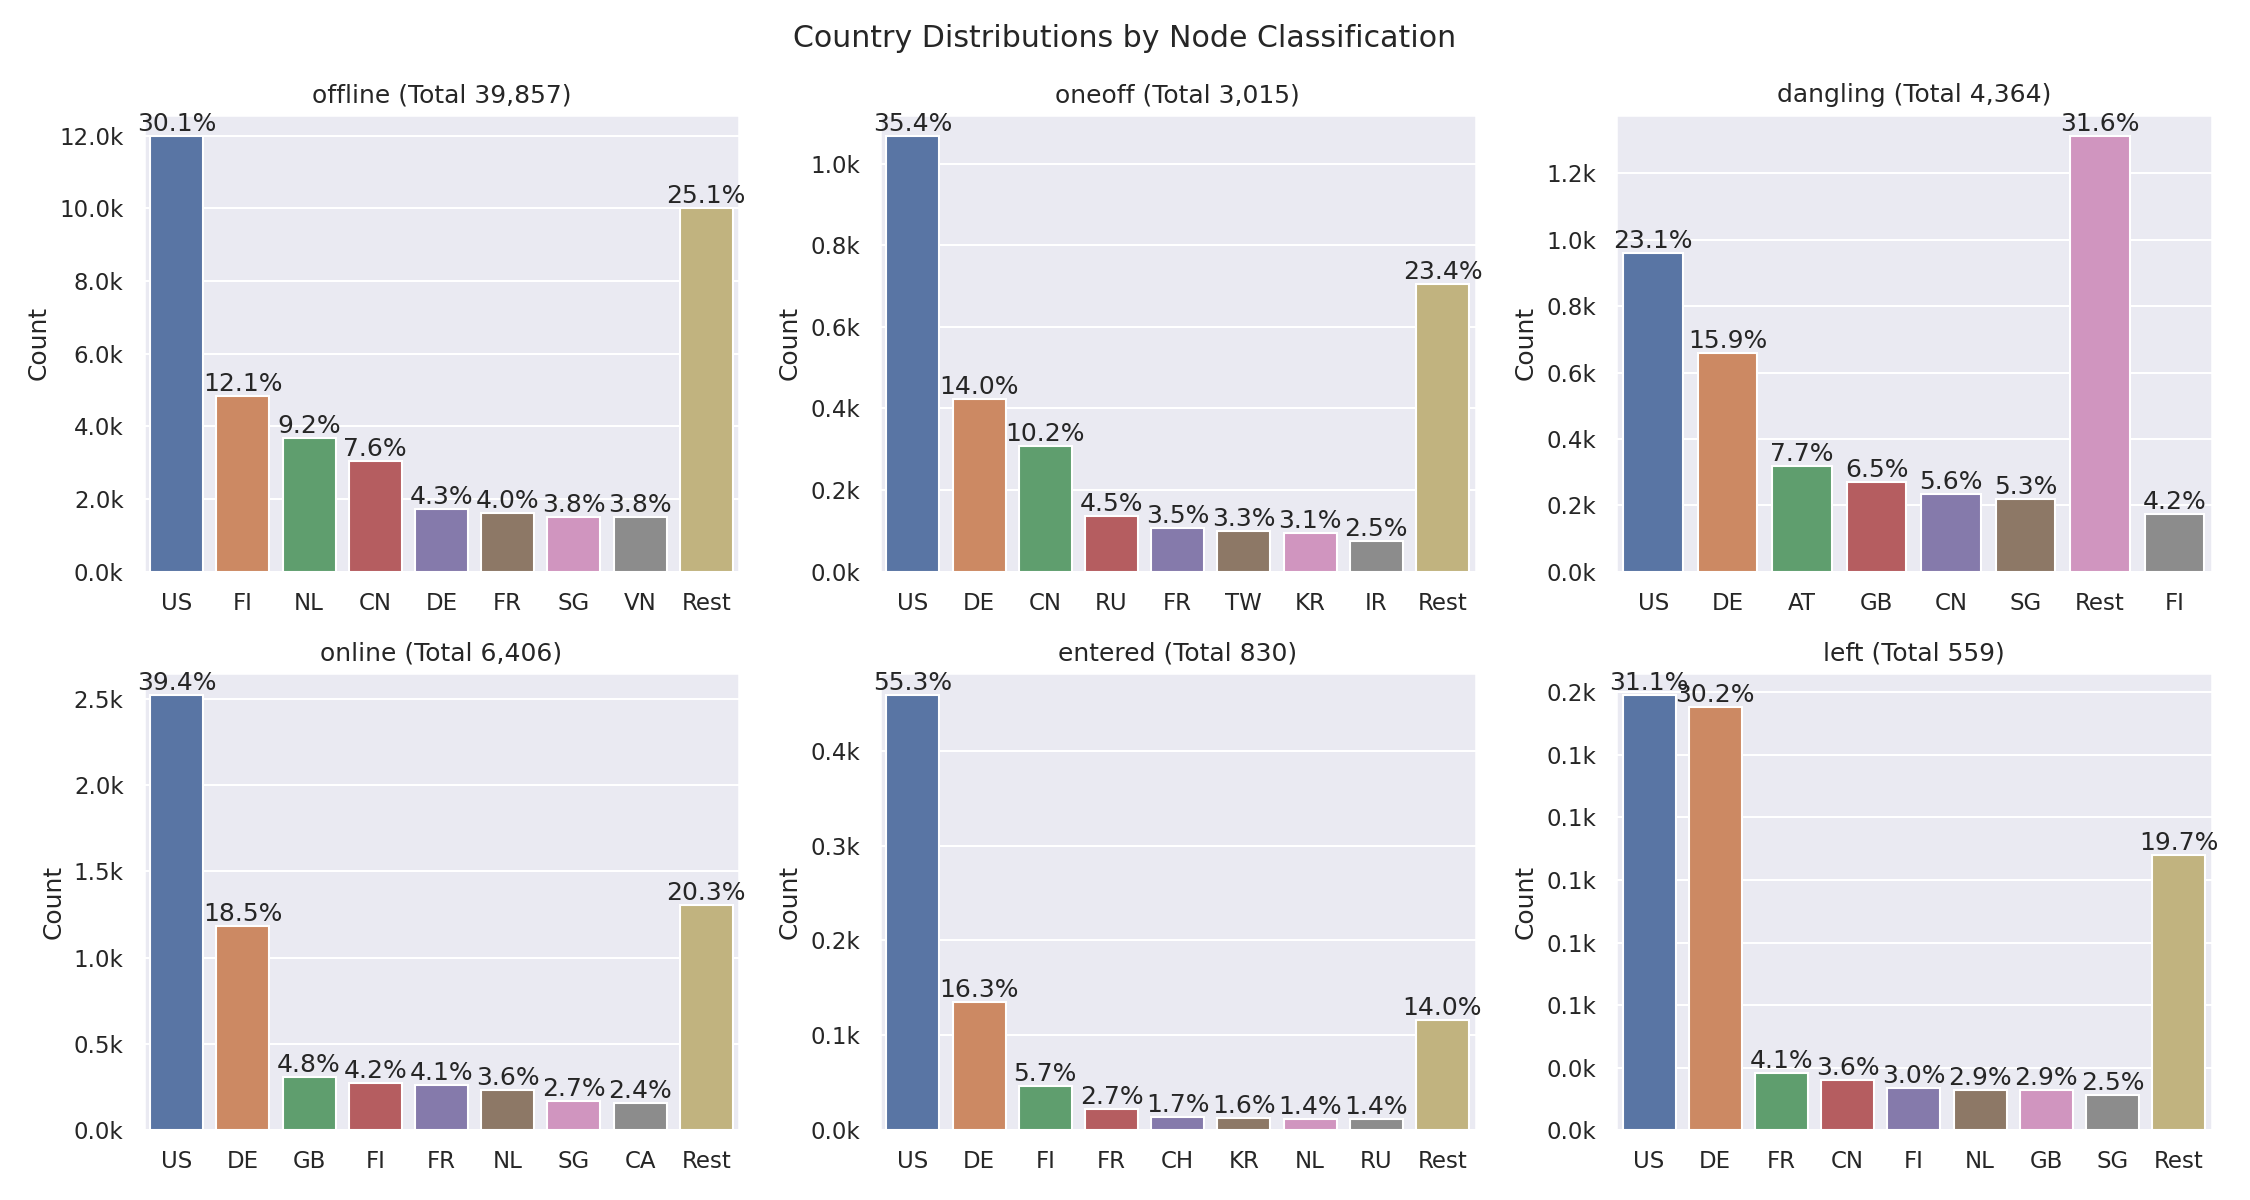 Country Distributions by Node Classification
offline (Total 39,857)
Count
12.0k
10.0k
8.0k
6.0k
4.0k
2.0k
0.0k
30.1%
12.1%
9.2%
7.6%
4.3%
4.0%
3.8%
3.8%
25.1%
US FI NL CN DE FR SG VN Rest
oneoff (Total 3,015)
Count
1.0k
0.8k
0.6k
0.4k
0.2k
0.0k
35.4%
14.0%
10.2%
4.5%
3.5%
3.3%
3.1%
2.5%
23.4%
US DE CN RU FR TW KR IR Rest
dangling (Total 4,364)
Count
1.2k
1.0k
0.8k
0.6k
0.4k
0.2k
0.0k
23.1%
15.9%
7.7%
6.5%
5.6%
5.3%
31.6%
4.2%
US DE AT GB CN SG Rest FI
online (Total 6,406)
Count
2.5k
2.0k
1.5k
1.0k
0.5k
0.0k
39.4%
18.5%
4.8%
4.2%
4.1%
3.6%
2.7%
2.4%
20.3%
US DE GB FI FR NL SG CA Rest
entered (Total 830)
Count
0.4k
0.3k
0.2k
0.1k
0.0k
55.3%
16.3%
5.7%
2.7%
1.7%
1.6%
1.4%
1.4%
14.0%
US DE FI FR CH KR NL RU Rest
left (Total 559)
Count
0.2k
0.1k
0.1k
0.1k
0.1k
0.1k
0.0k
0.0k
31.1%
30.2%
4.1%
3.6%
3.0%
2.9%
2.9%
2.5%
19.7%
US DE FR CN FI NL GB SG Rest